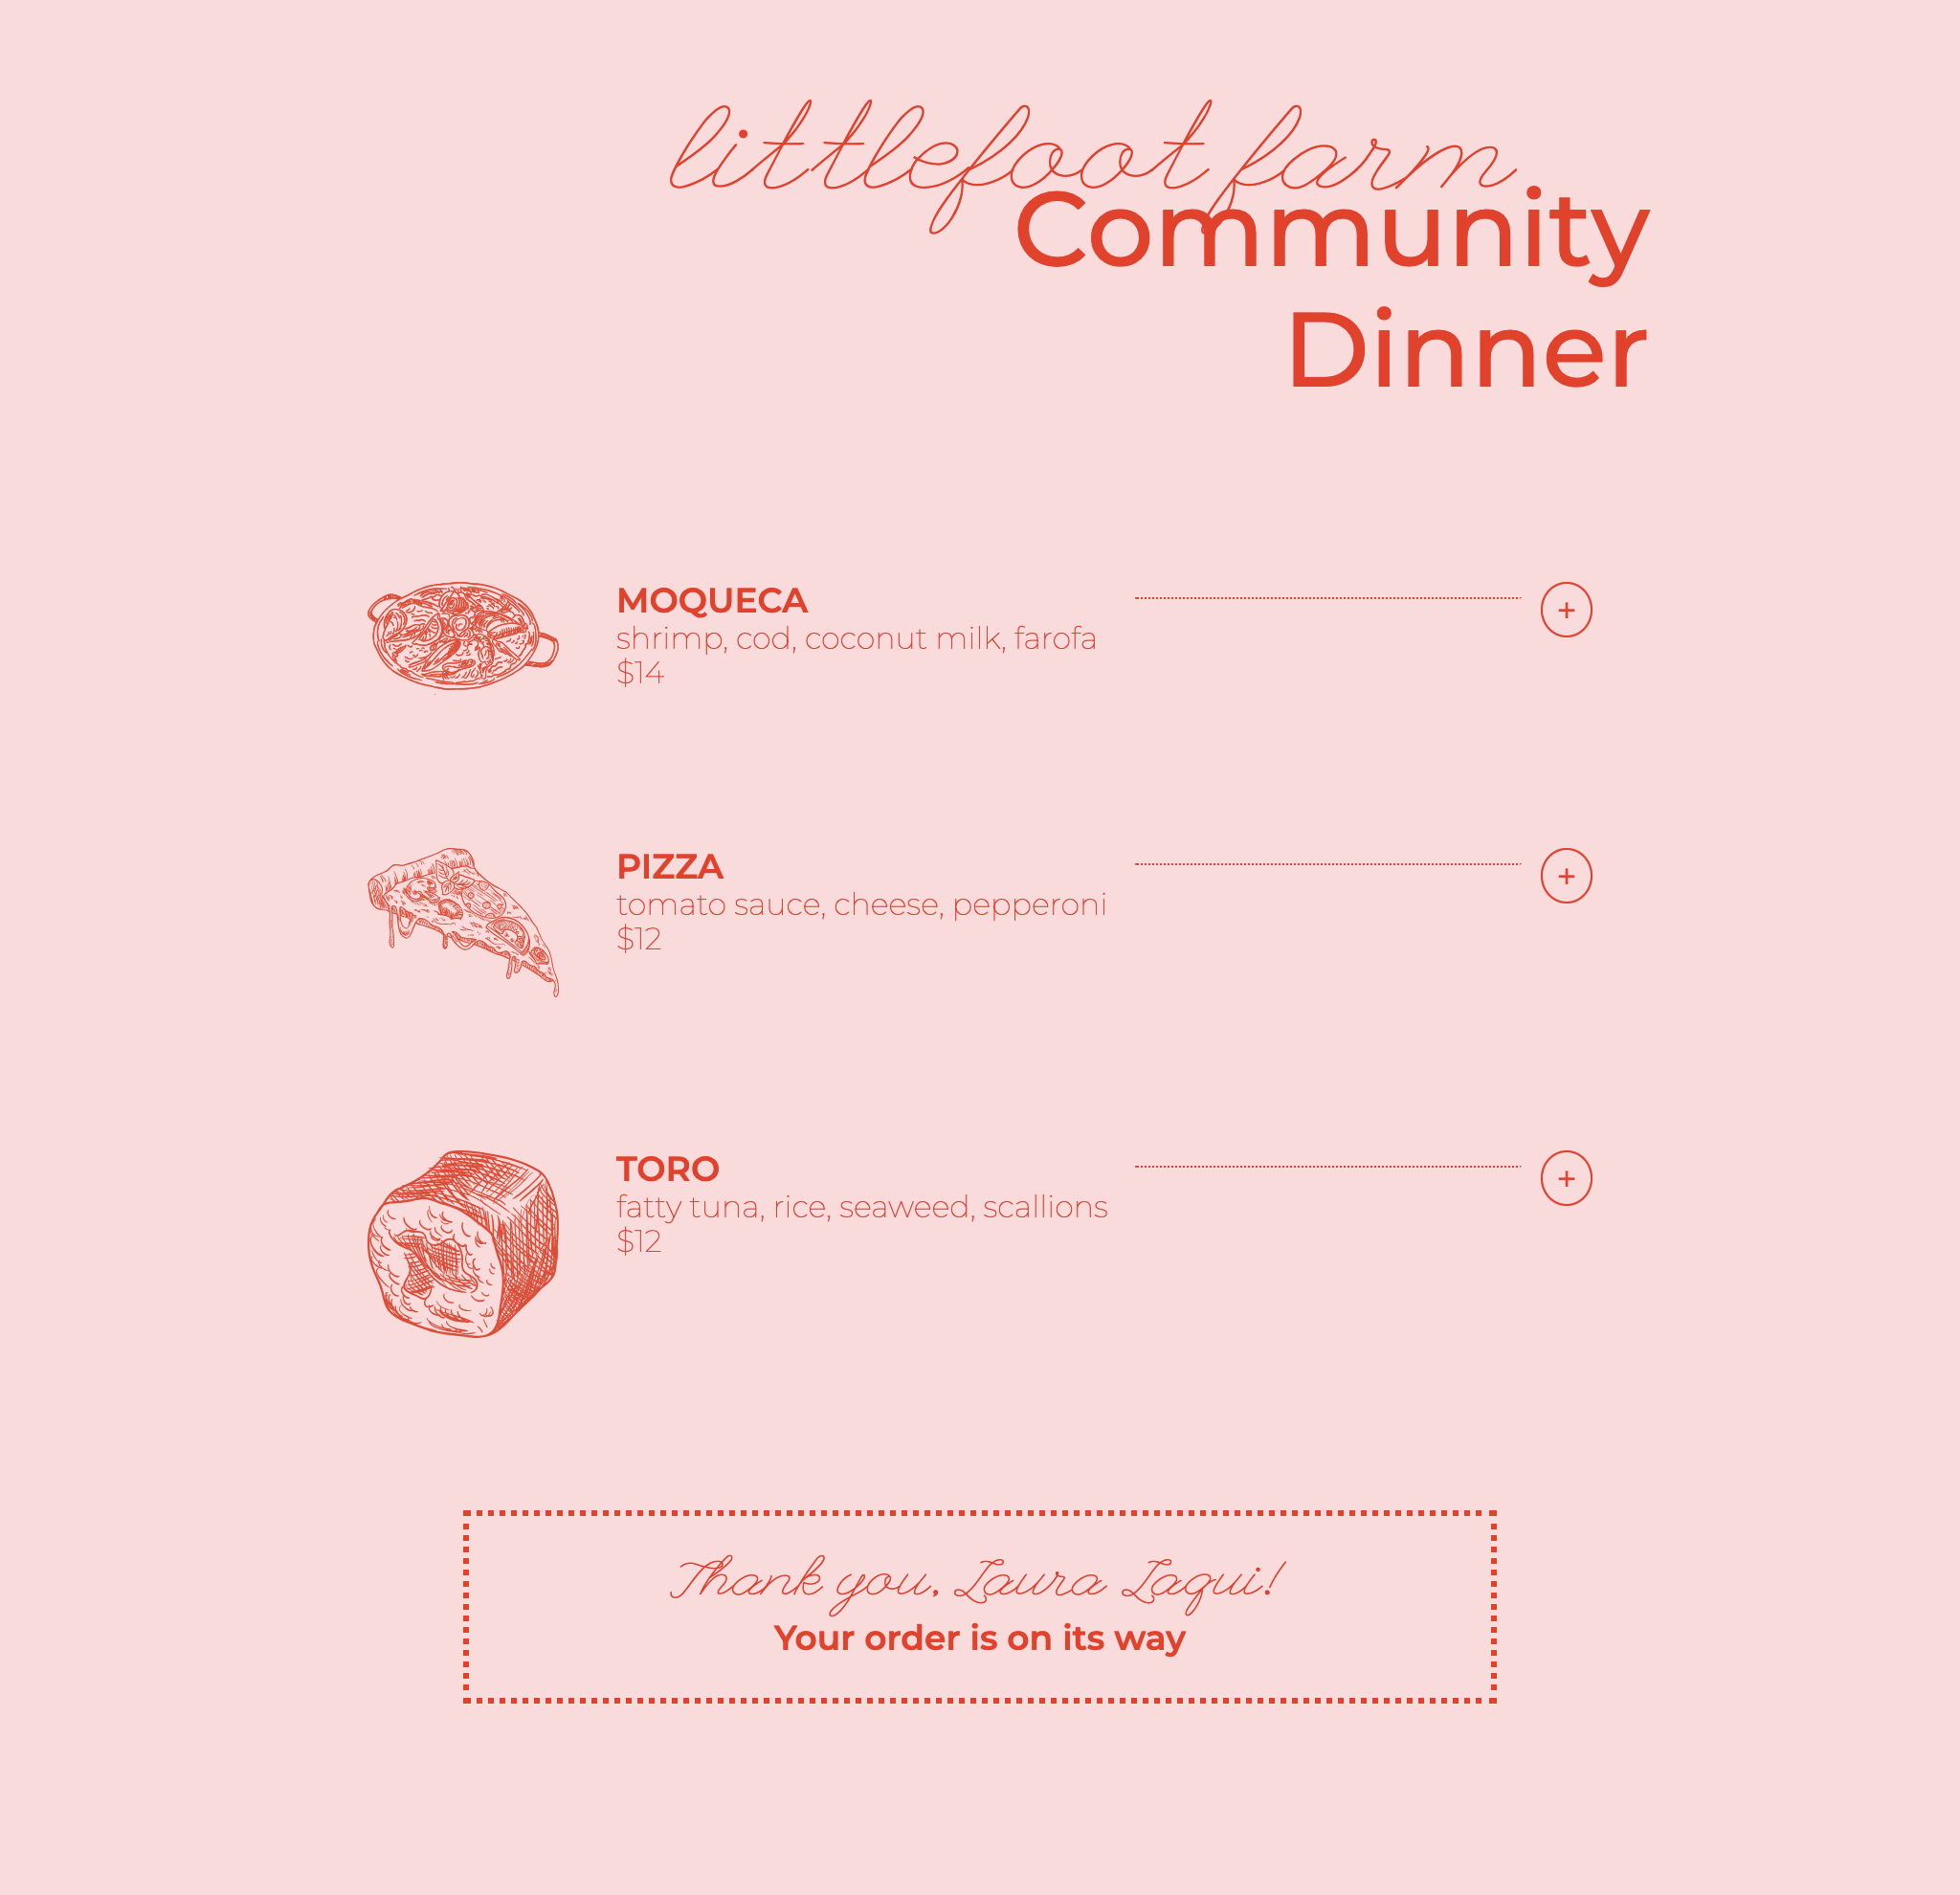 littlefoot farm
Community
Dinner
MOQUECA
shrimp, cod, coconut milk, farofa
$14
+
PIZZA
tomato sauce, cheese, pepperoni
$12
+
TORO
fatty tuna, rice, seaweed, scallions
$12
+
Thank you, Laura Laqui!
Your order is on its way